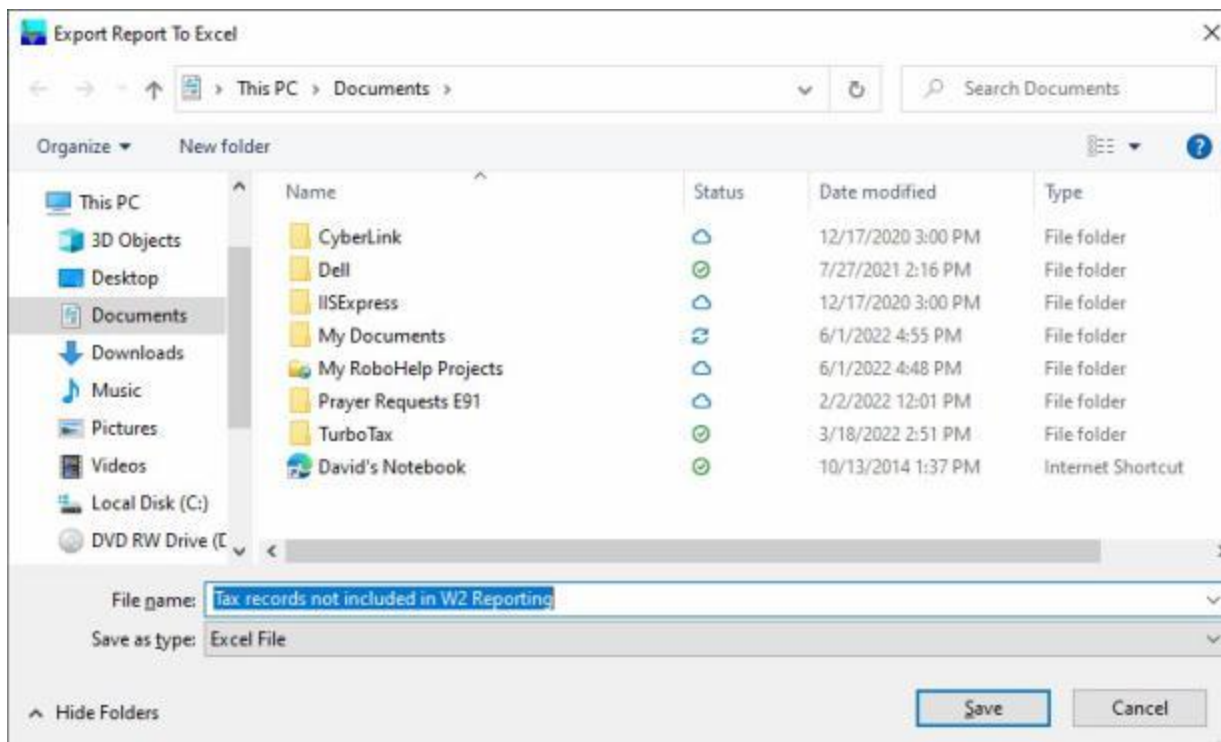 Export Report To Excel
This PC > Documents >
Search Documents
Organize
New folder
This PC
3D Objects
Desktop
Documents
Downloads
Music
Pictures
Videos
Local Disk (C:)
DVD RW Drive (D
Name Status Date modified Type
CyberLink 12/17/2020 3:00 PM File folder
Dell 7/27/2021 2:16 PM File folder
IISExpress 12/17/2020 3:00 PM File folder
My Documents 6/1/2022 4:55 PM File folder
My RoboHelp Projects 6/1/2022 4:48 PM File folder
Prayer Requests E91 2/2/2022 12:01 PM File folder
TurboTax 3/18/2022 2:51 PM File folder
David's Notebook 10/13/2014 1:37 PM Internet Shortcut
File name: Tax records not included in W2 Reporting
Save as type: Excel File
Hide Folders
Save
Cancel